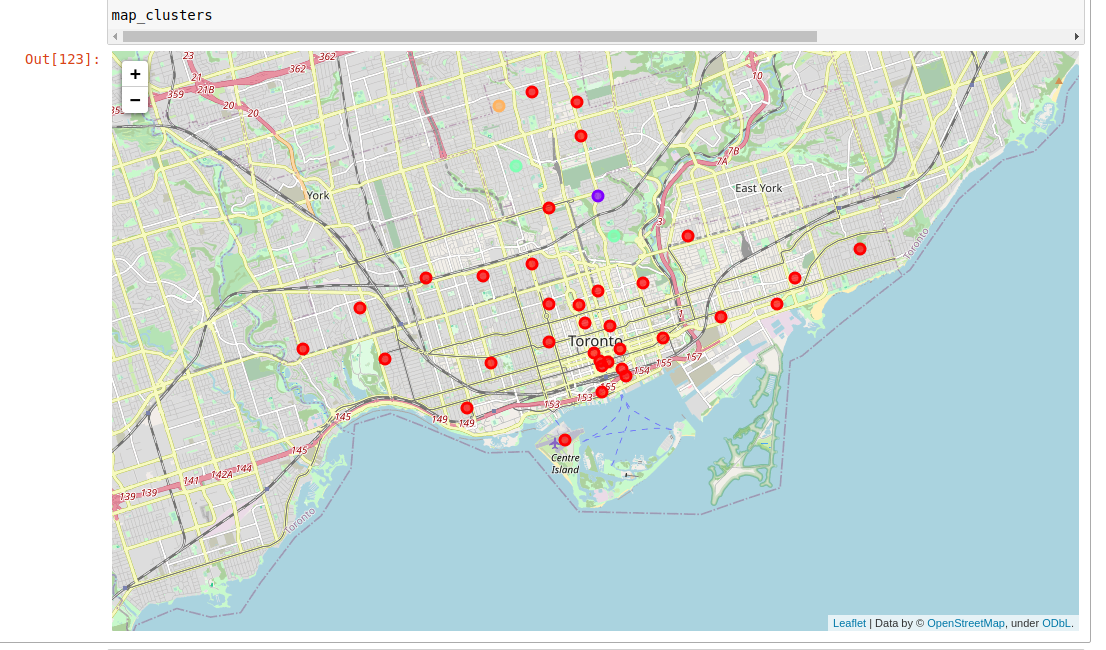 map_clusters
Out[123]:
+
−
23
362
362
21
21B
359
20
20
10
7B
7A
York
East York
3
Toronto
1
Toronto
157
155
154
155
153
153
149
149
145
145
144
142A
141
139
139
Centre
Island
Toronto
Leaflet | Data by © OpenStreetMap, under ODbL.